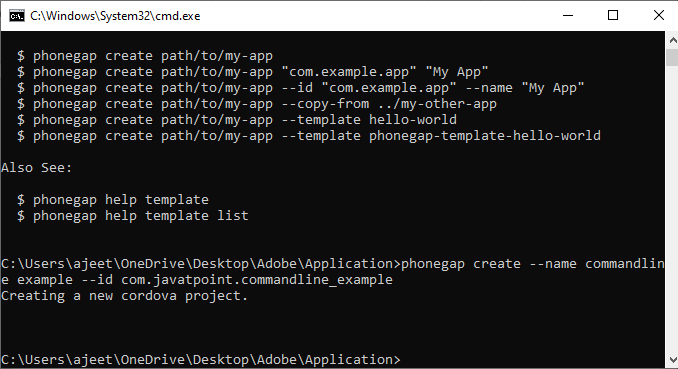 C:\Windows\System32\cmd.exe
$ phonegap create path/to/my-app
$ phonegap create path/to/my-app "com.example.app" "My App"
$ phonegap create path/to/my-app --id "com.example.app" --name "My App"
$ phonegap create path/to/my-app --copy-from ../my-other-app
$ phonegap create path/to/my-app --template hello-world
$ phonegap create path/to/my-app --template phonegap-template-hello-world
Also See:
$ phonegap help template
$ phonegap help template list
C:\Users\ajeet\OneDrive\Desktop\Adobe\Application>phonegap create --name commandlin
e example --id com.javatpoint.commandline_example
Creating a new cordova project.
C:\Users\ajeet\OneDrive\Desktop\Adobe\Application>